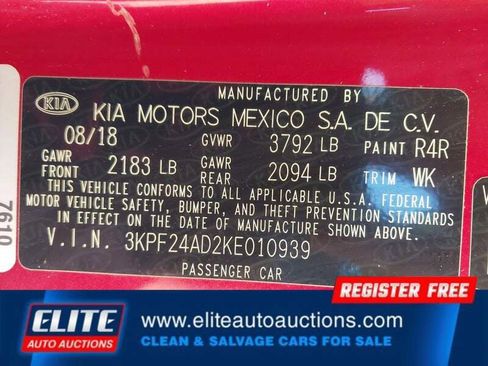 MANUFACTURED BY
KIA KIA MOTORS MEXICO S.A. DE C.V.
08/18 GVWR 3792 LB PAINT R4R
GAWR FRONT 2183 LB GAWR REAR 2094 LB TRIM WK
THIS VEHICLE CONFORMS TO ALL APPLICABLE U.S.A. FEDERAL
MOTOR VEHICLE SAFETY, BUMPER, AND THEFT PREVENTION STANDARDS
IN EFFECT ON THE DATE OF MANUFACTURE SHOWN ABOVE.
V.I.N. 3KPF24AD2KE010939
PASSENGER CAR
7610
REGISTER FREE
ELITE
AUTO AUCTIONS
www.eliteautoauctions.com
CLEAN & SALVAGE CARS FOR SALE